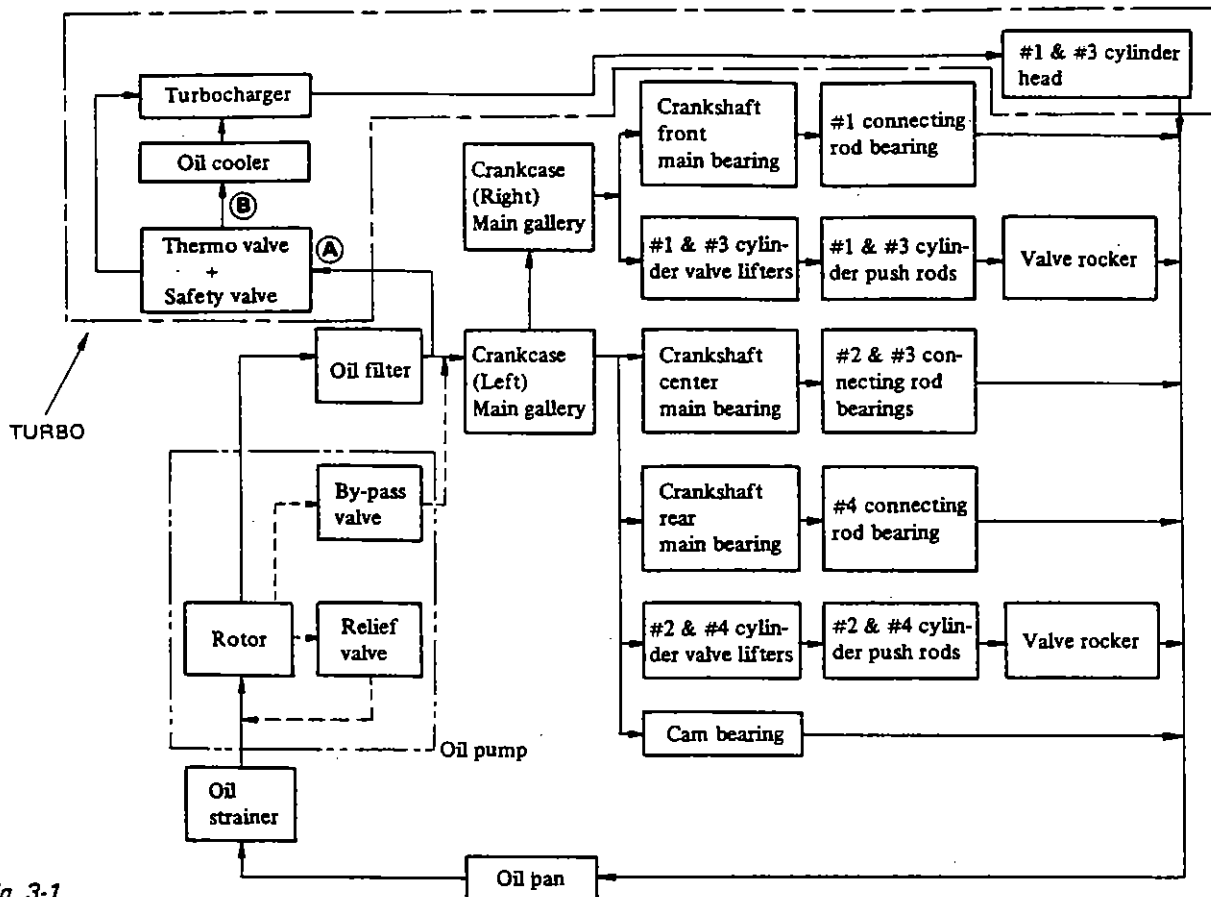 #1 & #3 cylinder
head
Turbocharger
Oil cooler
B
Thermo valve
+
Safety valve
A
TURBO
Crankcase
(Right)
Main gallery
Crankshaft
front
main bearing
#1 connecting
rod bearing
#1 & #3 cylin-
der valve lifters
#1 & #3 cylin-
der push rods
Valve rocker
Oil filter
Crankcase
(Left)
Main gallery
Crankshaft
center
main bearing
#2 & #3 con-
necting rod
bearings
By-pass
valve
Crankshaft
rear
main bearing
#4 connecting
rod bearing
Rotor
Relief
valve
#2 & #4 cylin-
der valve lifters
#2 & #4 cylin-
der push rods
Valve rocker
Oil pump
Cam bearing
Oil
strainer
Oil pan
3-1